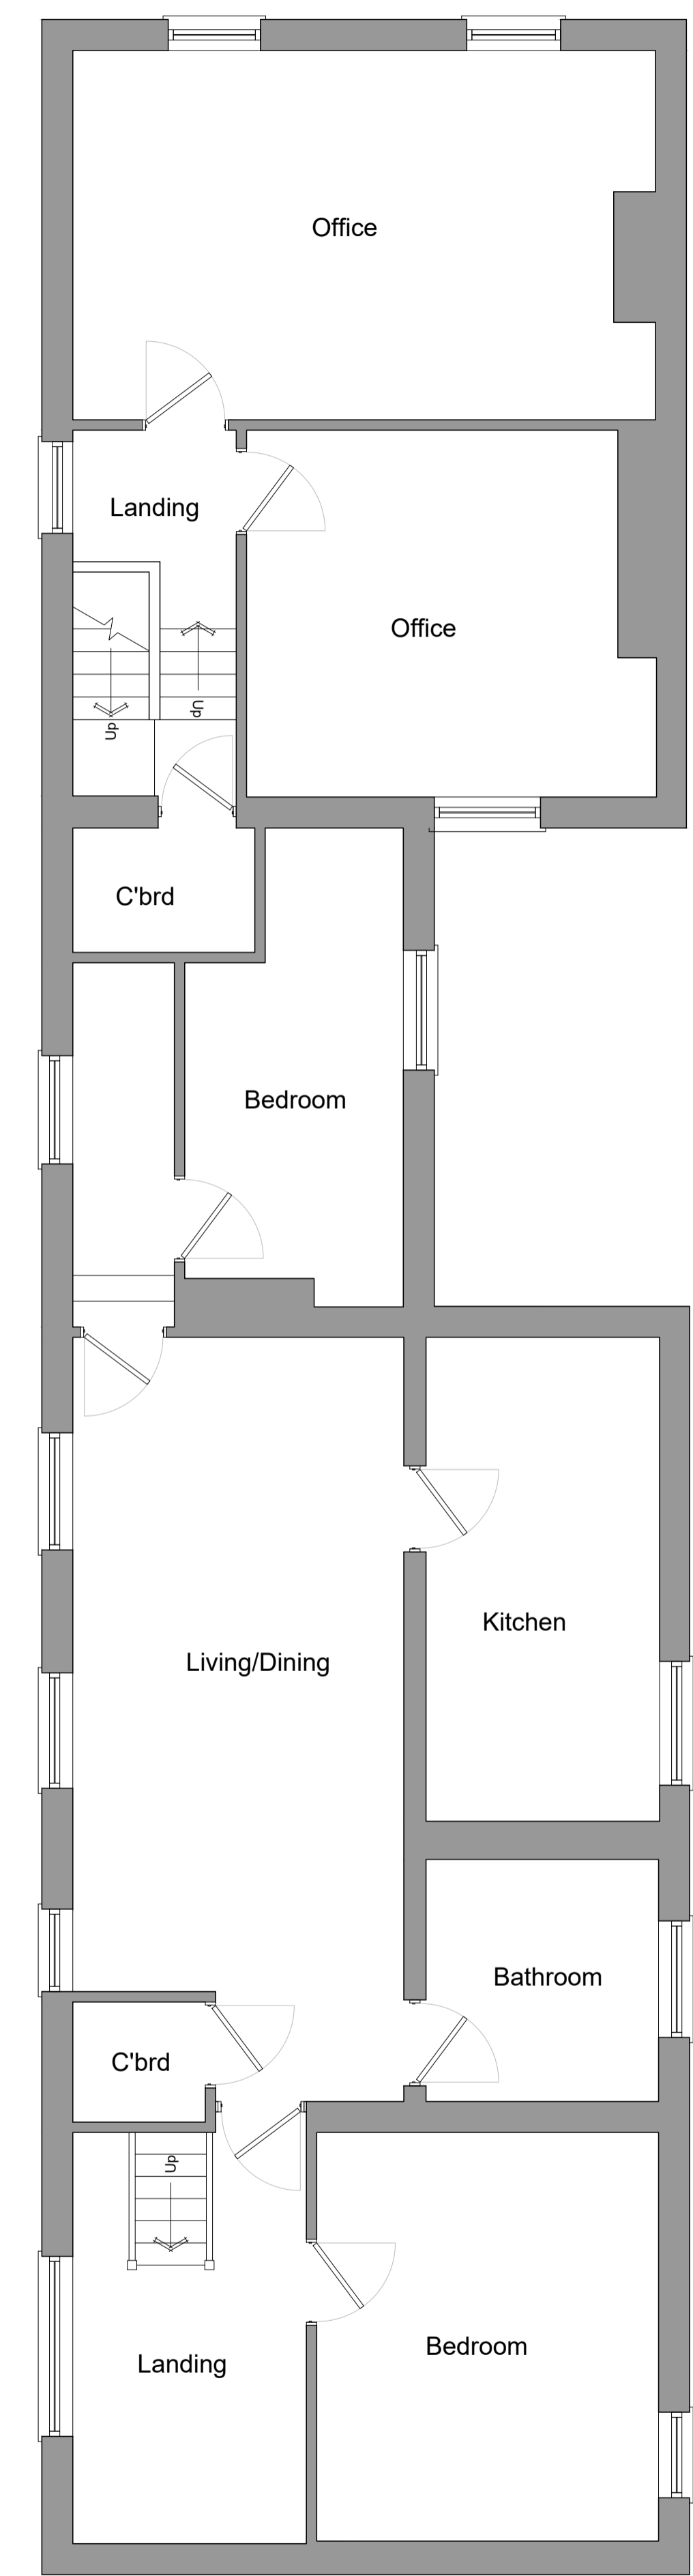 Office
Landing
Office
Up
Up
C'brd
Bedroom
Kitchen
Living/Dining
Bathroom
C'brd
Up
Bedroom
Landing